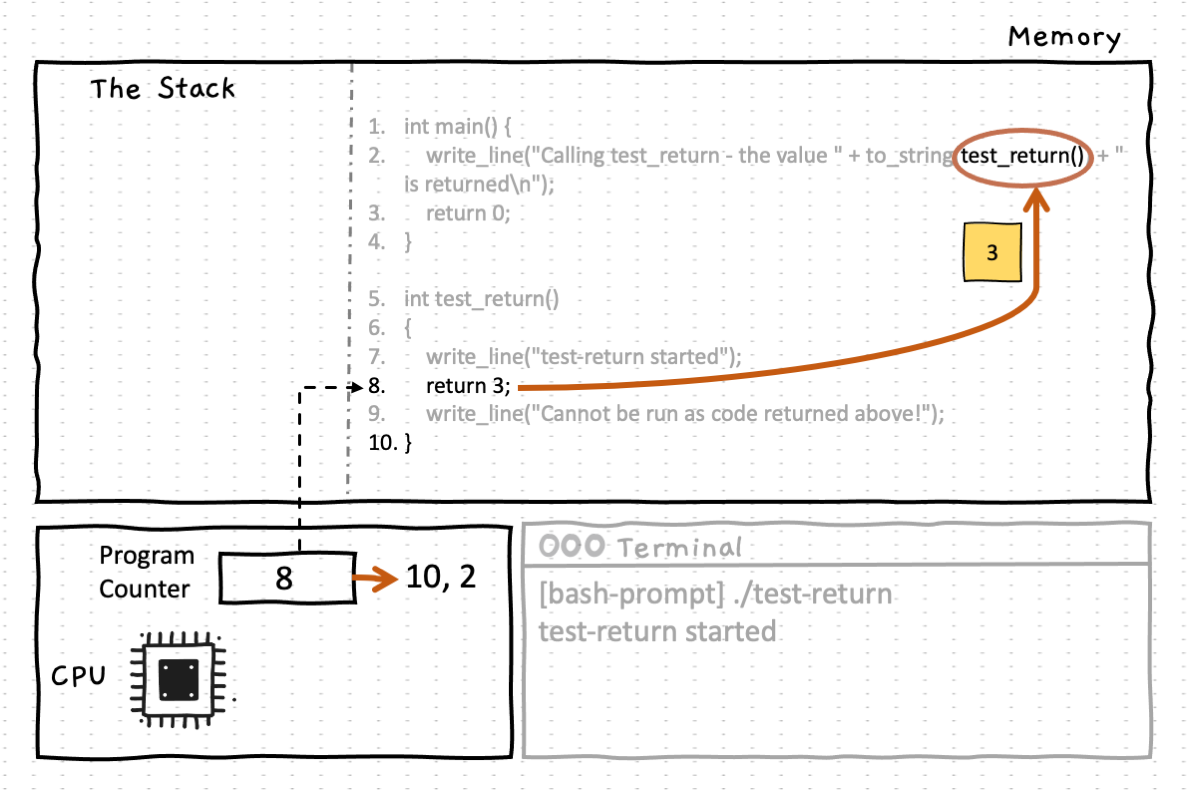 Memory
The Stack
1. int main() {
2. write_line("Calling test_return - the value " + to_string test_return() + "
is returned\n");
3. return 0;
4. }
3
5. int test_return()
6. {
7. write_line("test-return started");
8. return 3;
9. write_line("Cannot be run as code returned above!");
10. }
Program
Counter
8
10, 2
CPU
Terminal
[bash-prompt] ./test-return
test-return started